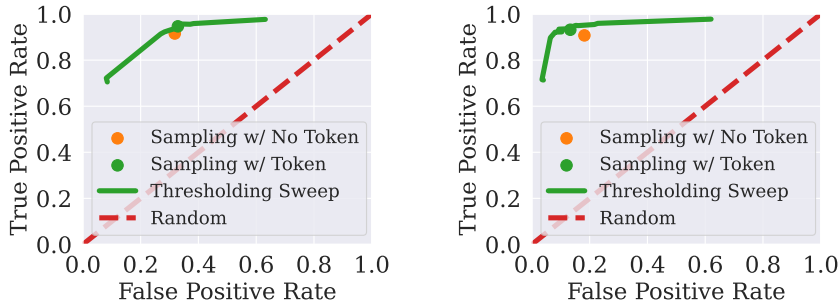 True Positive Rate
1.0
0.8
0.6
0.4
0.2
0.0
Sampling w/ No Token
Sampling w/ Token
Thresholding Sweep
Random
0.0 0.2 0.4 0.6 0.8 1.0
False Positive Rate
True Positive Rate
1.0
0.8
0.6
0.4
0.2
0.0
Sampling w/ No Token
Sampling w/ Token
Thresholding Sweep
Random
0.0 0.2 0.4 0.6 0.8 1.0
False Positive Rate